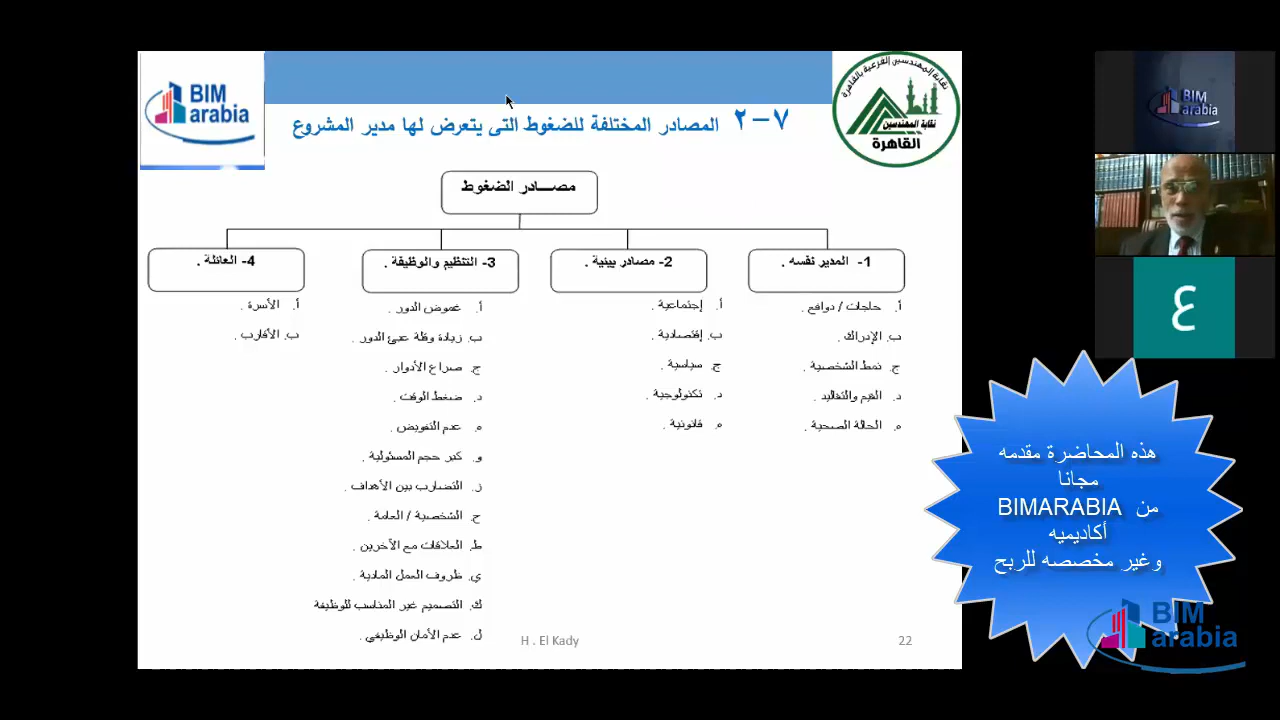 BIM
arabia
نقابة المهندسين الفرعية بالقاهرة
نقابة المهندسين
القاهرة
٧-٢ المصادر المختلفة للضغوط التى يتعرض لها مدير المشروع
مصــــادر الضغوط
1- المدير نفسه .
أ. حاجات / دوافع .
ب. الإدراك .
ج. نمط الشخصية .
د. القيم والتقاليد .
ه. الحالة الصحية .
2- مصادر بيئية .
أ. إجتماعية .
ب. إقتصادية .
ج. سياسية .
د. تكنولوجية .
ه. قانونية .
3- التنظيم والوظيفة .
أ. غموض الدور .
ب. زيادة وقلة عبئ الدور .
ج. صراع الأدوار .
د. ضغط الوقت .
ه. عدم التفويض .
و. كبر حجم المسئولية .
ز. التضارب بين الأهداف .
ح. الشخصية / العامة .
ط. العلاقات مع الآخرين .
ي. ظروف العمل المادية .
ك. التصميم غير المناسب للوظيفة
ل. عدم الأمان الوظيفي .
4- العائلة .
أ. الأسرة .
ب. الأقارب .
H . El Kady
22
BIM
arabia
ع
هذه المحاضرة مقدمه
مجانا
من BIMARABIA
أكاديميه
وغير مخصصه للربح
BIM
arabia